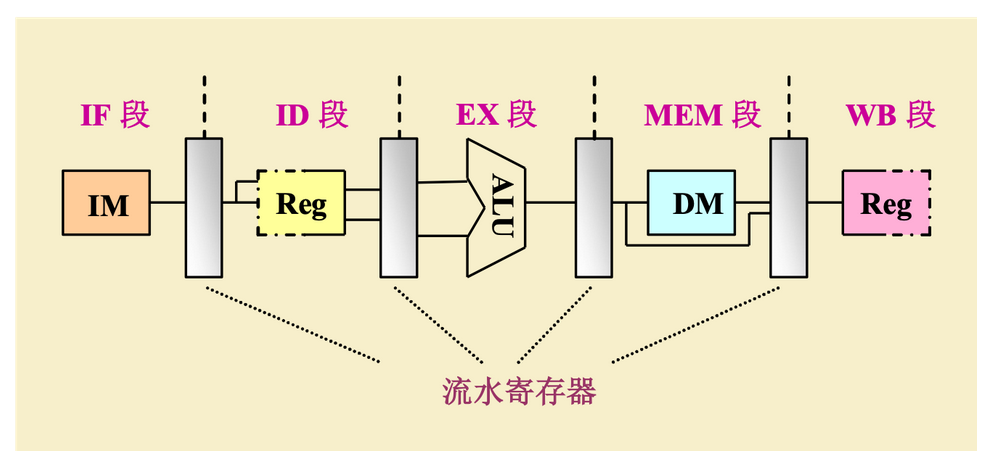 IF 段
ID 段
EX 段
MEM 段
WB 段
IM
Reg
ALU
DM
Reg
流水寄存器